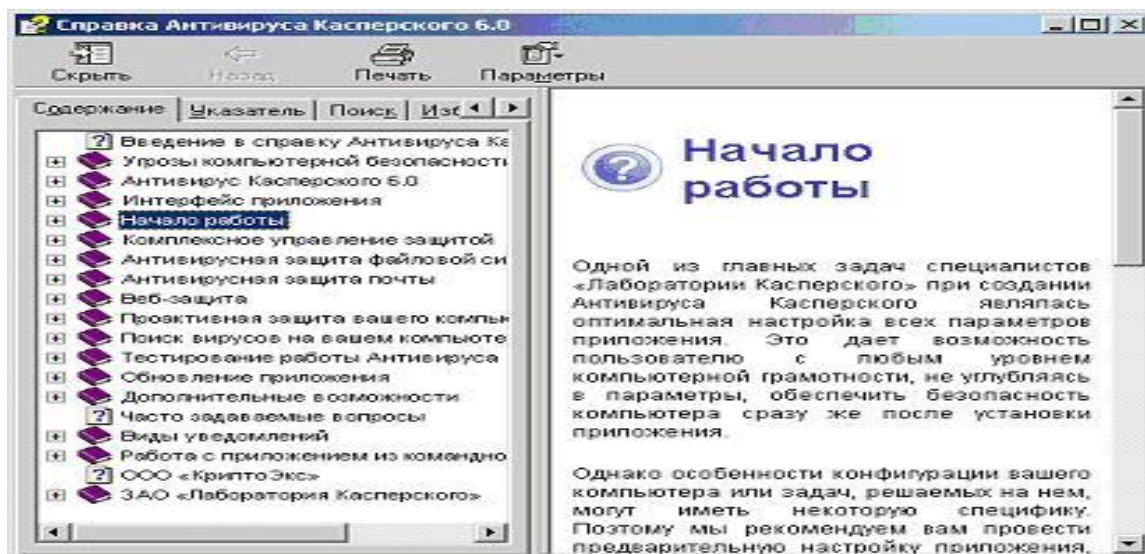 Справка Антивируса Касперского 6.0
Скрыть Назад Печать Параметры
Содержание Указатель Поиск Изб
Введение в справку Антивируса Ка
Угрозы компьютерной безопасности
Антивирус Касперского 6.0
Интерфейс приложения
Начало работы
Комплексное управление защитой
Антивирусная защита файловой си
Антивирусная защита почты
Веб-защита
Проактивная защита вашего компью
Поиск вирусов на вашем компьюте
Тестирование работы Антивируса
Обновление приложения
Дополнительные возможности
Часто задаваемые вопросы
Виды уведомлений
Работа с приложением из командно
ООО «КриптоЭкс»
ЗАО «Лаборатория Касперского»
Начало
работы
Одной из главных задач специалистов
«Лаборатории Касперского» при создании
Антивируса Касперского являлась
оптимальная настройка всех параметров
приложения. Это дает возможность
пользователю с любым уровнем
компьютерной грамотности, не углубляясь
в параметры, обеспечить безопасность
компьютера сразу же после установки
приложения.
Однако особенности конфигурации вашего
компьютера или задач, решаемых на нем,
могут иметь некоторую специфику.
Поэтому мы рекомендуем вам провести
предварительную настройку приложения,